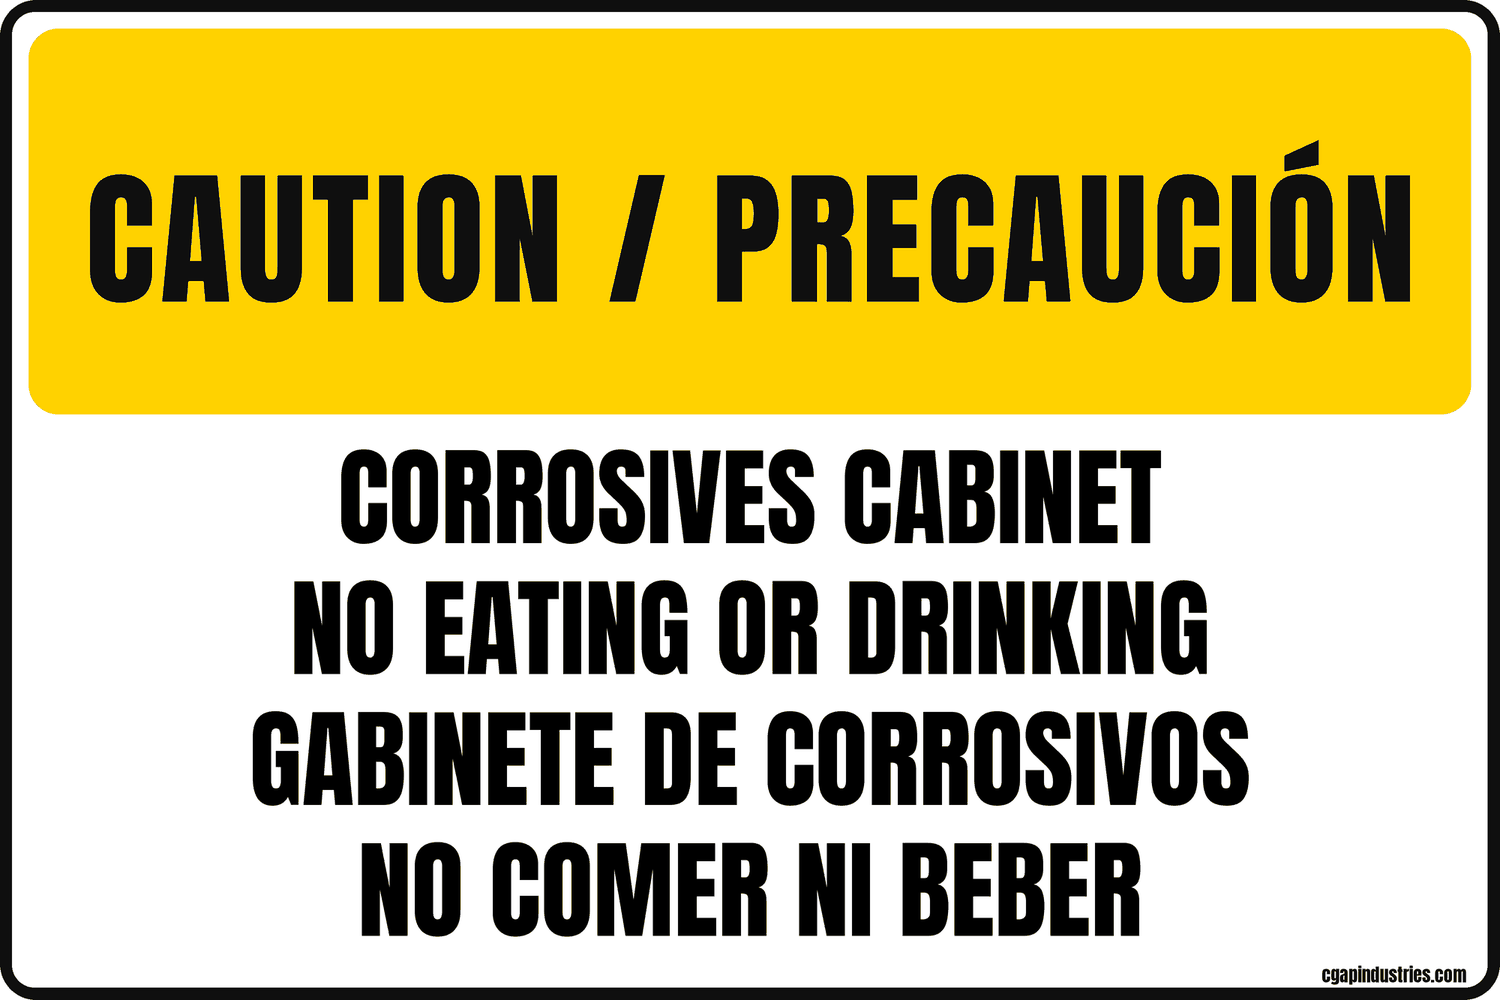 CAUTION / PRECAUCIÓN
CORROSIVES CABINET
NO EATING OR DRINKING
GABINETE DE CORROSIVOS
NO COMER NI BEBER
cgapindustries.com